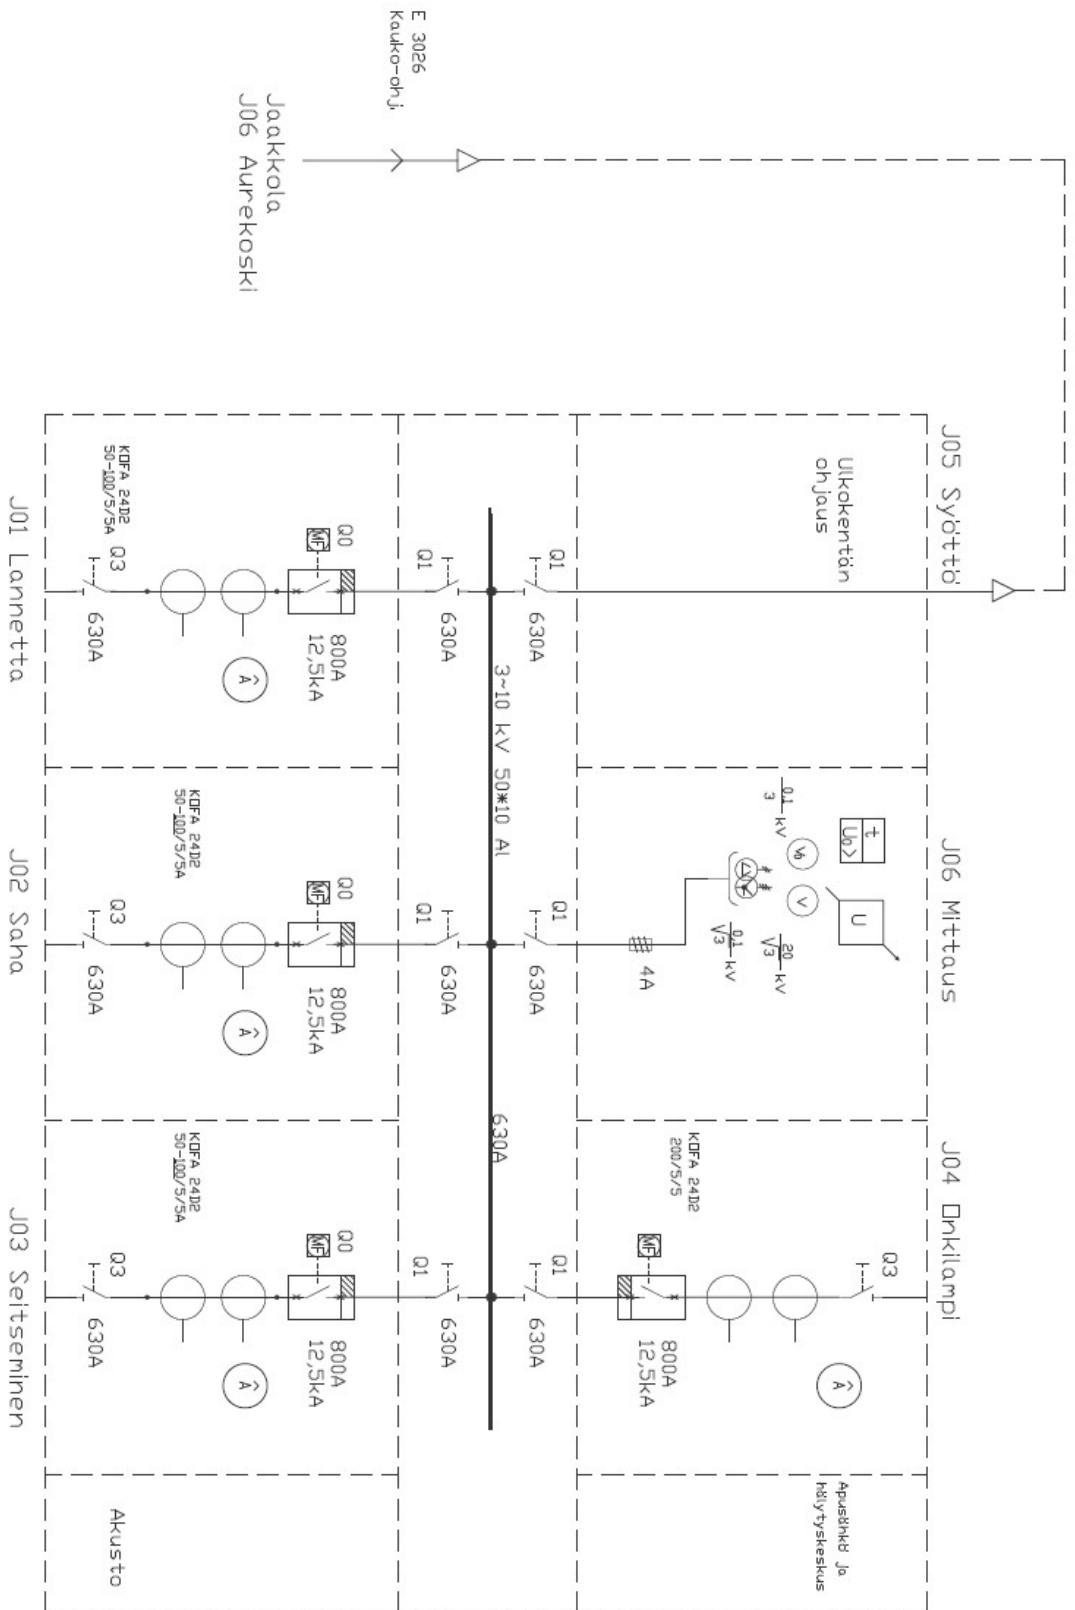 J05 Syöttö
J06 Mittaus
J04 Onkilampi
Ulkokentän
ohjaus
t
U0>
U
V0
V
0,1
3
kV
20
√3
kV
0,1
√3
kV
4A
Q3
Â
KOFA 24D2
200/5/5
MF
800A
12,5kA
Apusähkö ja
hälytyskeskus
Q1
630A
Q1
630A
Q1
630A
3~10 kV 50*10 Al
630A
Q1
630A
Q1
630A
Q1
630A
E 3026
Kauko-ohj.
Jaakkola
J06 Aurekoski
Q0
MF
800A
12,5kA
Â
KOFA 24D2
50-100/5/5A
Q3
630A
Q0
MF
800A
12,5kA
Â
KOFA 24D2
50-100/5/5A
Q3
630A
Q0
MF
800A
12,5kA
Â
KOFA 24D2
50-100/5/5A
Q3
630A
Akusto
J01 Lannetta
J02 Saha
J03 Seitseminen